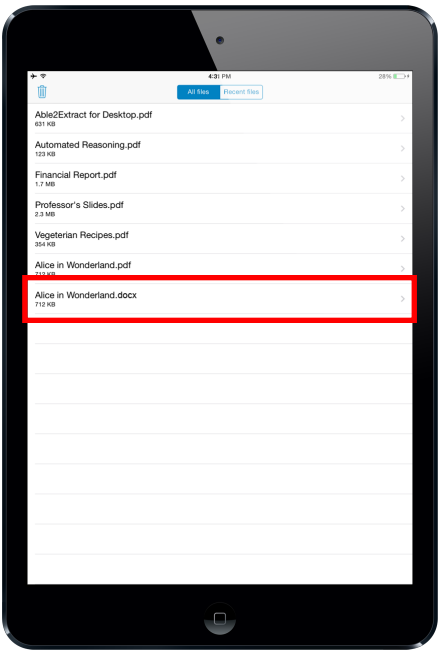 4:31 PM
28%
All files
Recent files
Able2Extract for Desktop.pdf
631 KB
Automated Reasoning.pdf
123 KB
Financial Report.pdf
1.7 MB
Professor's Slides.pdf
2.3 MB
Vegeterian Recipes.pdf
354 KB
Alice in Wonderland.pdf
712 KB
Alice in Wonderland.docx
712 KB